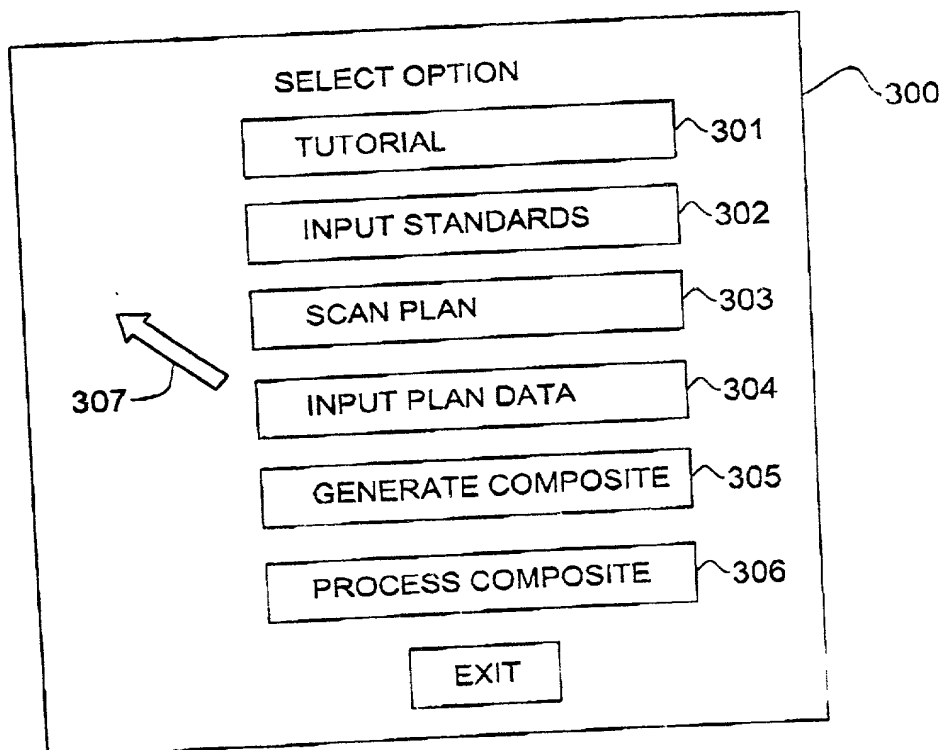 SELECT OPTION
300
TUTORIAL 301
INPUT STANDARDS 302
SCAN PLAN 303
307
INPUT PLAN DATA 304
GENERATE COMPOSITE 305
PROCESS COMPOSITE 306
EXIT